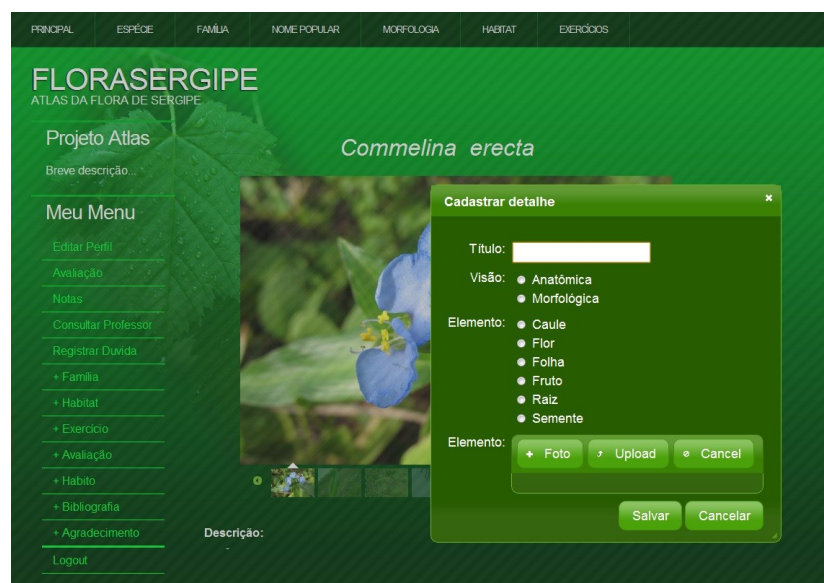 PRINCIPAL ESPÉCIE FAMÍLIA NOME POPULAR MORFOLOGIA HABITAT EXERCÍCIOS
FLORASERGIPE
ATLAS DA FLORA DE SERGIPE
Projeto Atlas
Breve descrição...
Meu Menu
Editar Perfil
Avaliação
Notas
Consultar Professor
Registrar Duvida
+ Família
+ Habitat
+ Exercício
+ Avaliação
+ Habito
+ Bibliografia
+ Agradecimento
Logout
Commelina erecta
Descrição:
-
Cadastrar detalhe
Título:
Visão: Anatômica
Morfológica
Elemento: Caule
Flor
Folha
Fruto
Raiz
Semente
Elemento: Foto Upload Cancel
Salvar Cancelar